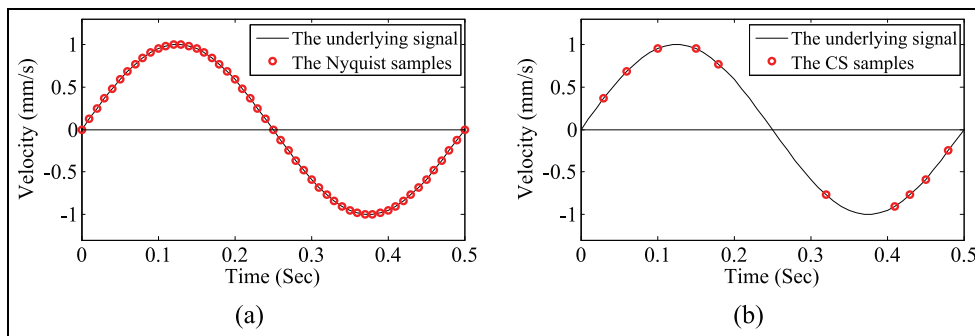 The underlying signal
The Nyquist samples
1
0.5
0
-0.5
-1
Velocity (mm/s)
0 0.1 0.2 0.3 0.4 0.5
Time (Sec)
(a)
The underlying signal
The CS samples
1
0.5
0
-0.5
-1
Velocity (mm/s)
0 0.1 0.2 0.3 0.4 0.5
Time (Sec)
(b)